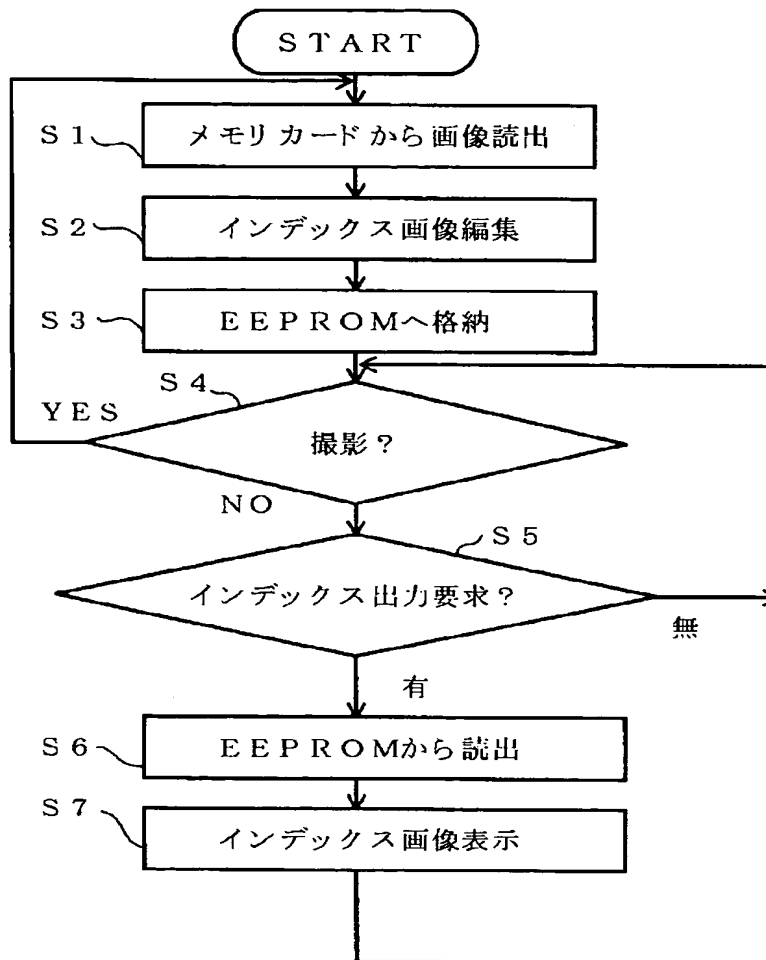 START
S1
メモリカードから画像読出
S2
インデックス画像編集
S3
EEPROMへ格納
S4
YES
撮影?
NO
S5
インデックス出力要求?
無
有
S6
EEPROMから読出
S7
インデックス画像表示